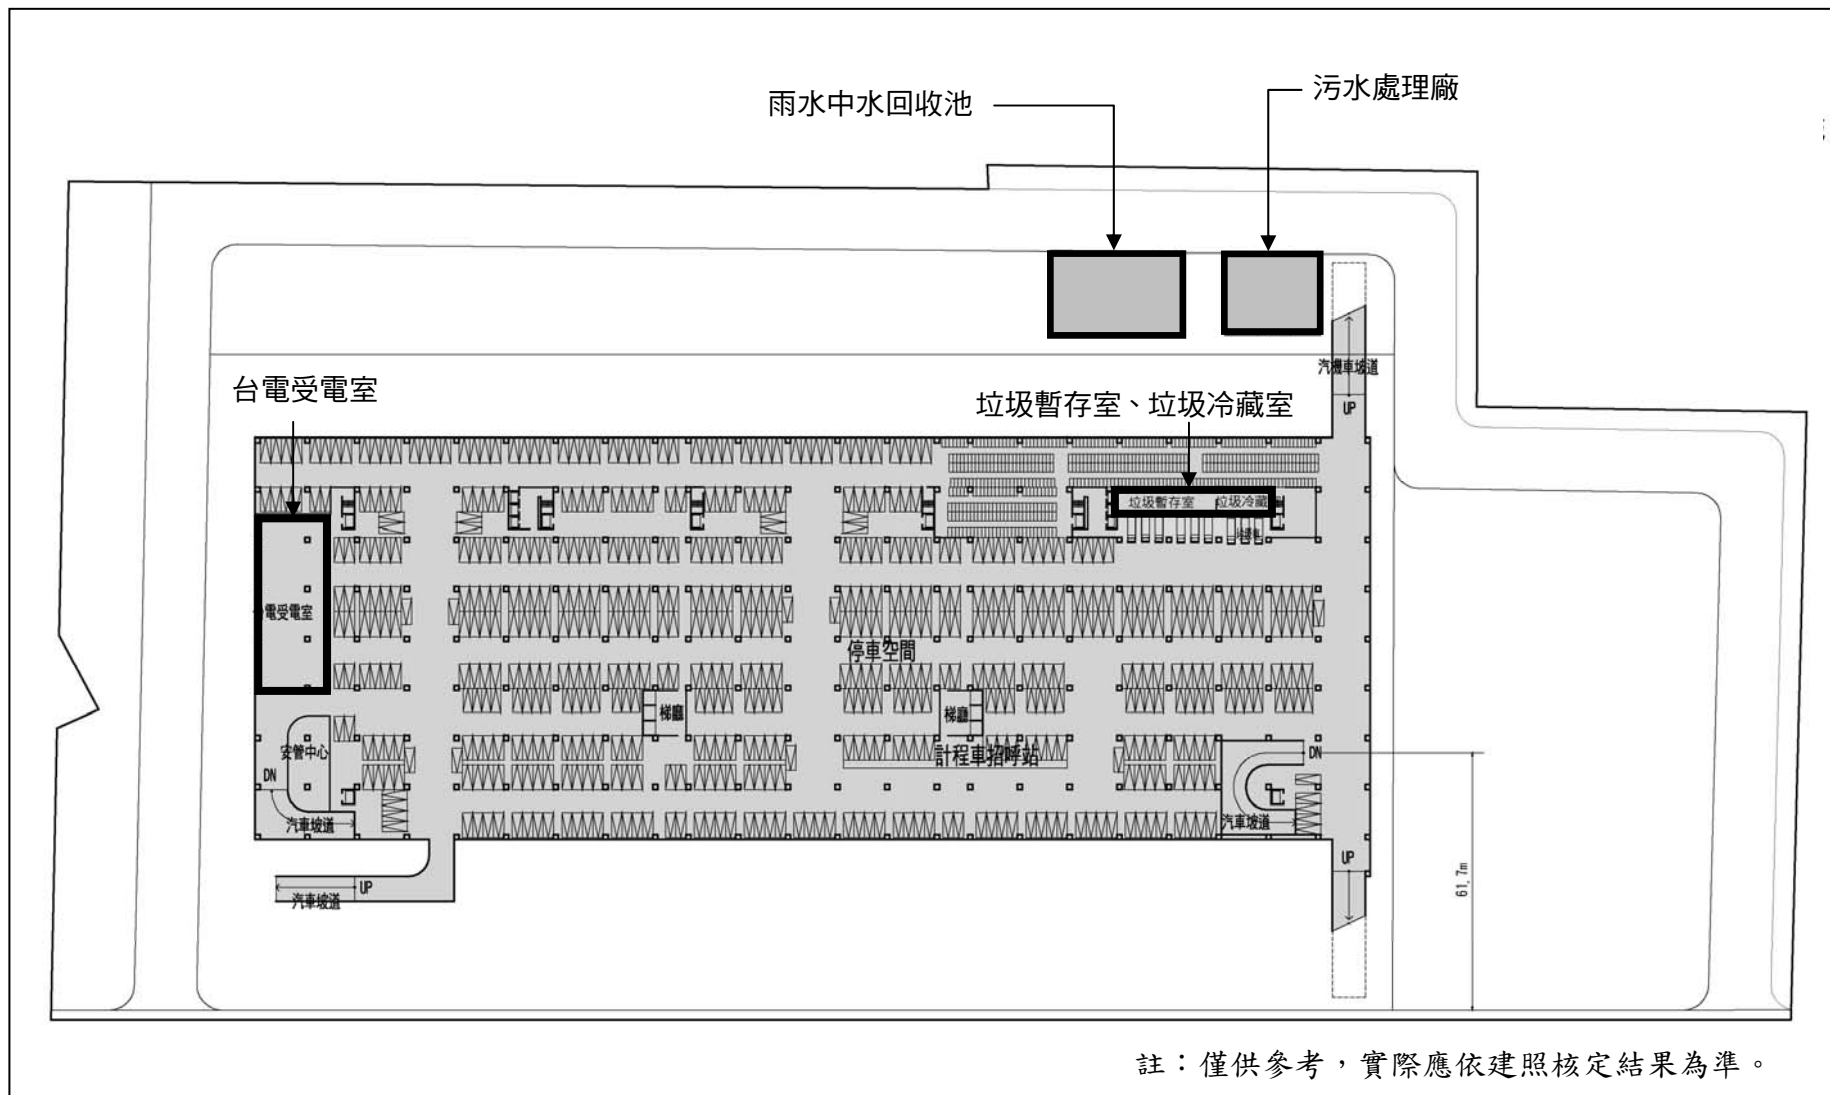 雨水中水回收池
污水處理廠
汽機車坡道
UP
台電受電室
垃圾暫存室、垃圾冷藏室
垃圾暫存室
垃圾冷藏
電受電室
停車空間
梯廳
梯廳
安管中心
DN
計程車招呼站
DN
汽車坡道
汽車坡道
UP
UP
汽車坡道
61.7m
註：僅供參考，實際應依建照核定結果為準。